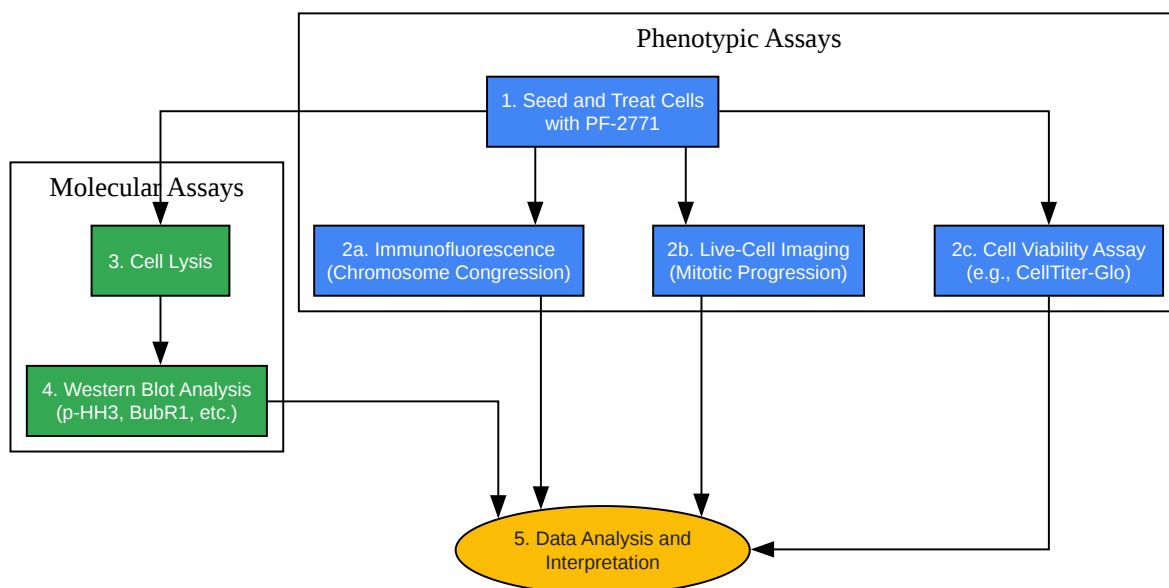 Phenotypic Assays
1. Seed and Treat Cells
with PF-2771
Molecular Assays
3. Cell Lysis
2a. Immunofluorescence
(Chromosome Congression)
2b. Live-Cell Imaging
(Mitotic Progression)
2c. Cell Viability Assay
(e.g., CellTiter-Glo)
4. Western Blot Analysis
(p-HH3, BubR1, etc.)
5. Data Analysis and
Interpretation